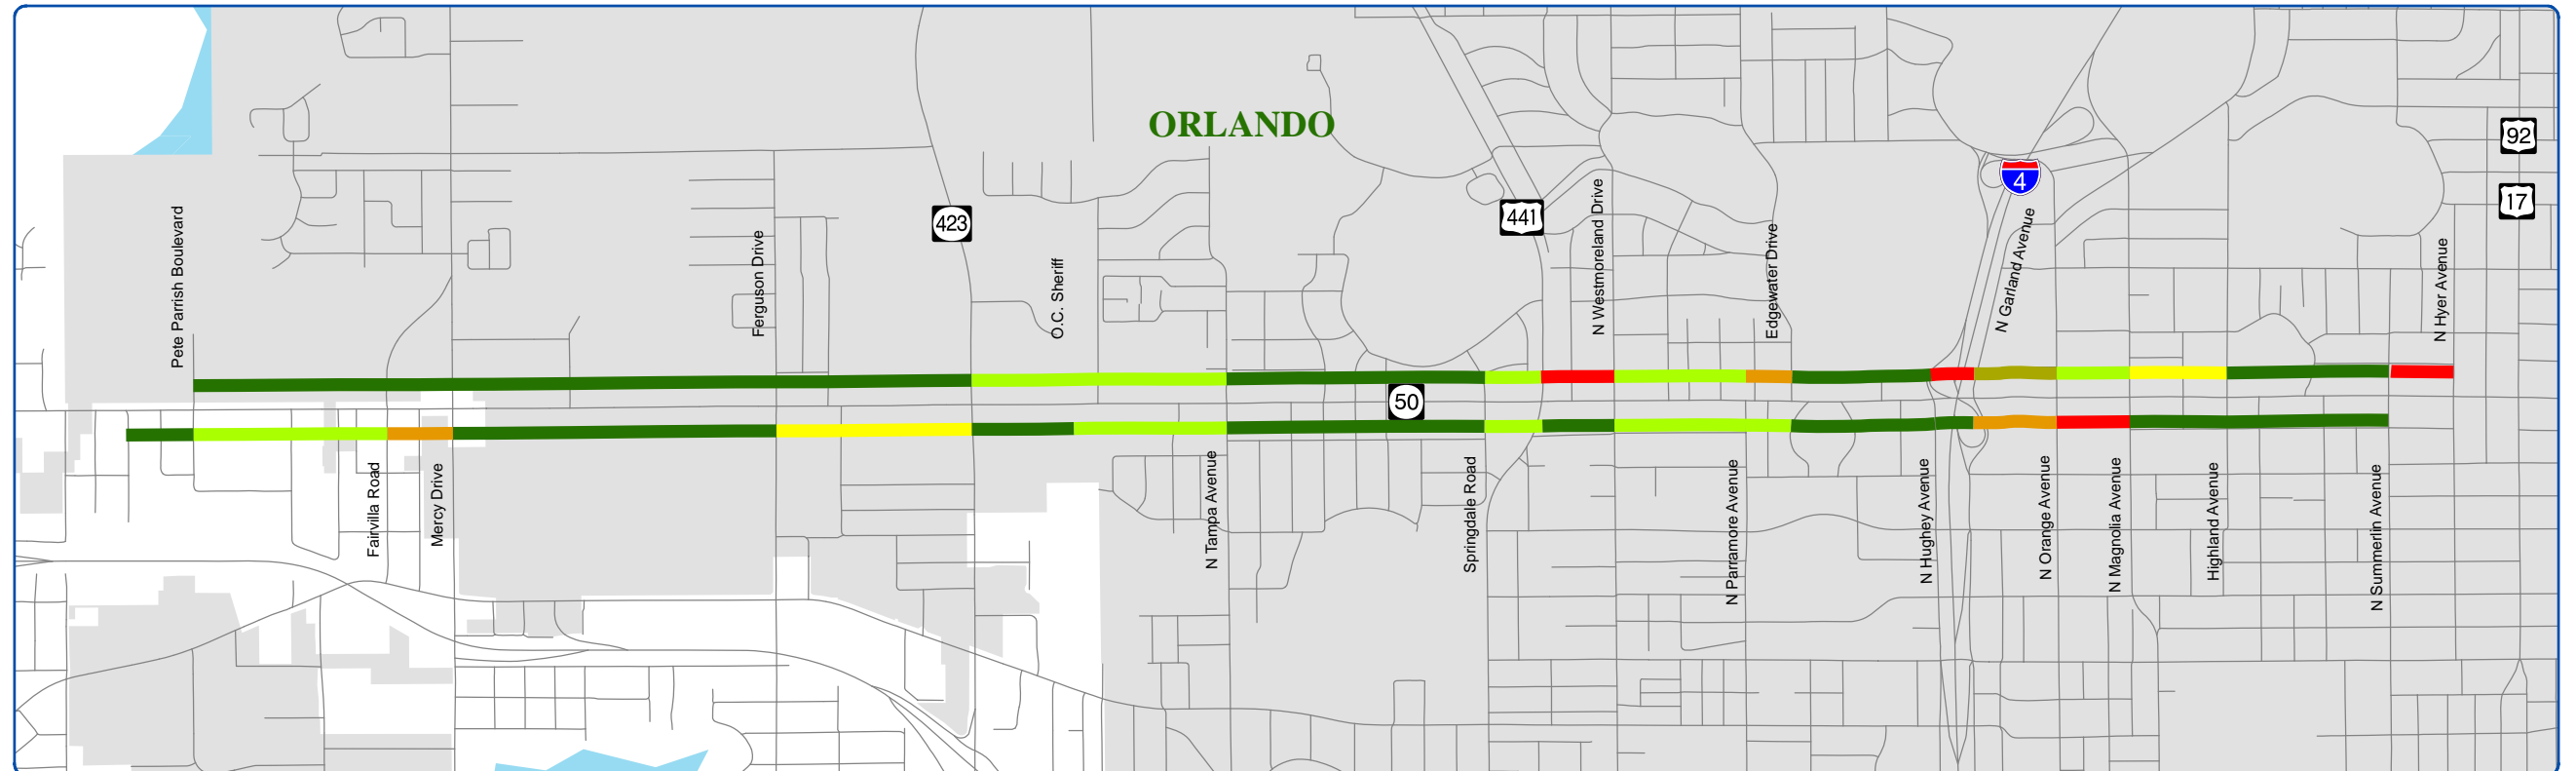 ORLANDO
92
17
4
423
441
50
Pete Parrish Boulevard
Ferguson Drive
O.C. Sheriff
N Westmoreland Drive
Edgewater Drive
N Garland Avenue
N Hyer Avenue
Fairvilla Road
Mercy Drive
N Tampa Avenue
Springdale Road
N Parramore Avenue
N Hughey Avenue
N Orange Avenue
N Magnolia Avenue
Highland Avenue
N Summerlin Avenue